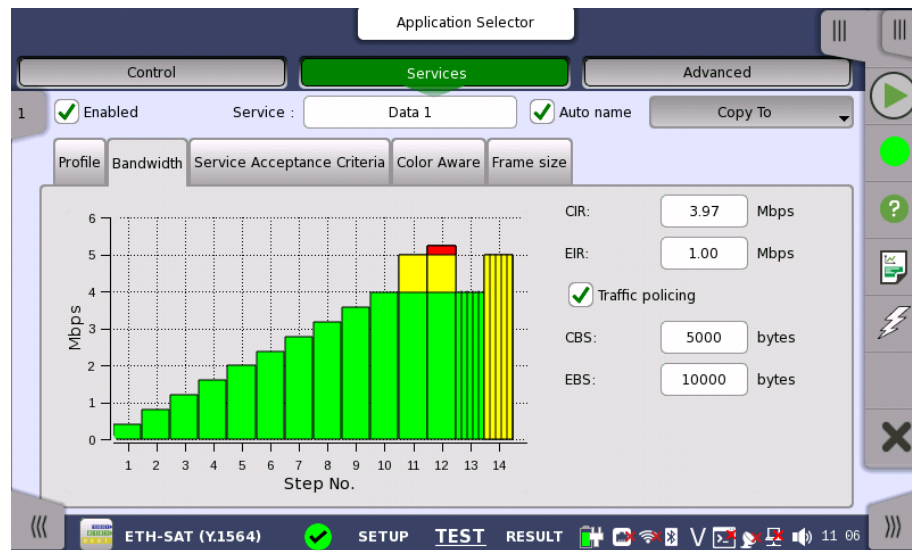 Application Selector
Control Services Advanced
1 Enabled Service : Data 1 Auto name Copy To
Profile Bandwidth Service Acceptance Criteria Color Aware Frame size
CIR: 3.97 Mbps
EIR: 1.00 Mbps
Traffic policing
CBS: 5000 bytes
EBS: 10000 bytes
Mbps
6
5
4
3
2
1
0
1 2 3 4 5 6 7 8 9 10 11 12 13 14
Step No.
ETH-SAT (Y.1564) SETUP TEST RESULT V 11 06